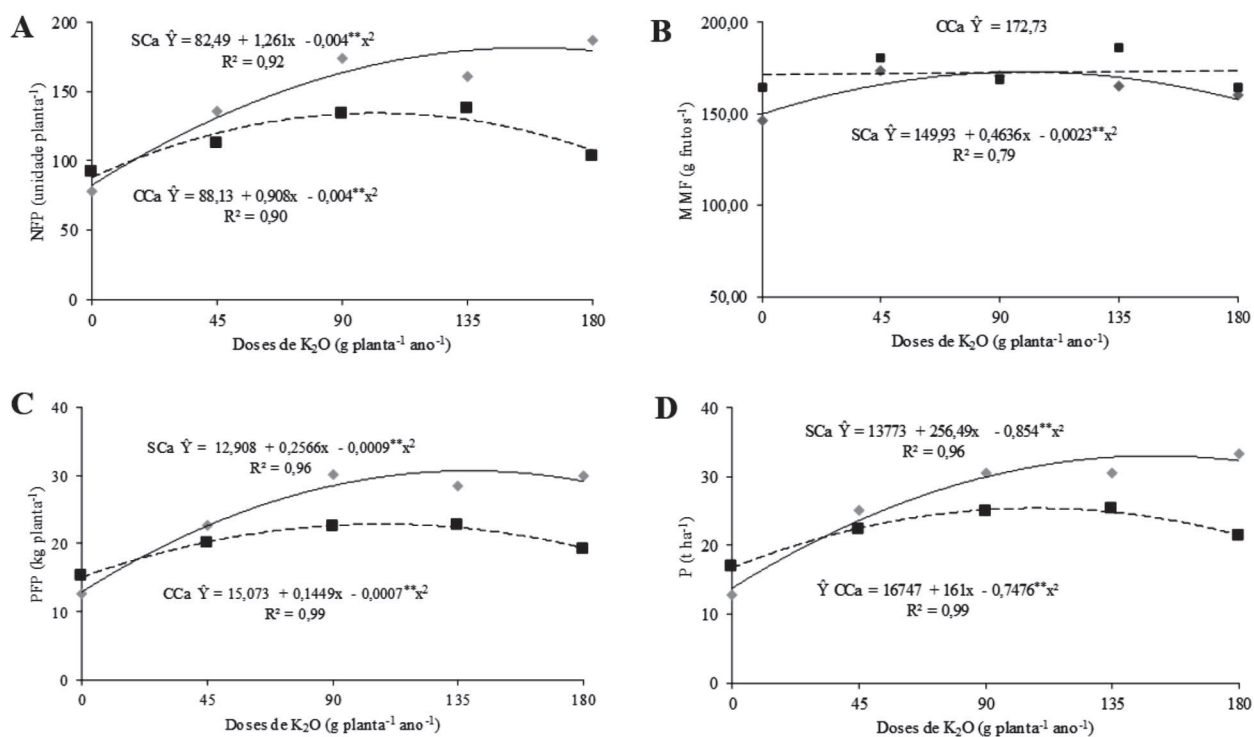 A
NFP (unidade planta⁻¹)
200
150
100
50
0
SCa Ŷ = 82,49 + 1,261x - 0,004**x²
R² = 0,92
CCa Ŷ = 88,13 + 0,908x - 0,004**x²
R² = 0,90
0 45 90 135 180
Doses de K₂O (g planta⁻¹ ano⁻¹)
B
MMF (g frutos⁻¹)
200,00
150,00
100,00
50,00
CCa Ŷ = 172,73
SCa Ŷ = 149,93 + 0,4636x - 0,0023**x²
R² = 0,79
0 45 90 135 180
Doses de K₂O (g planta⁻¹ ano⁻¹)
C
PFP (kg planta⁻¹)
40
30
20
10
0
SCa Ŷ = 12,908 + 0,2566x - 0,0009**x²
R² = 0,96
CCa Ŷ = 15,073 + 0,1449x - 0,0007**x²
R² = 0,99
0 45 90 135 180
Doses de K₂O (g planta⁻¹ ano⁻¹)
D
P (t ha⁻¹)
40
30
20
10
0
SCa Ŷ = 13773 + 256,49x - 0,854**x²
R² = 0,96
Ŷ CCa = 16747 + 161x - 0,7476**x²
R² = 0,99
0 45 90 135 180
Doses de K₂O (g planta⁻¹ ano⁻¹)